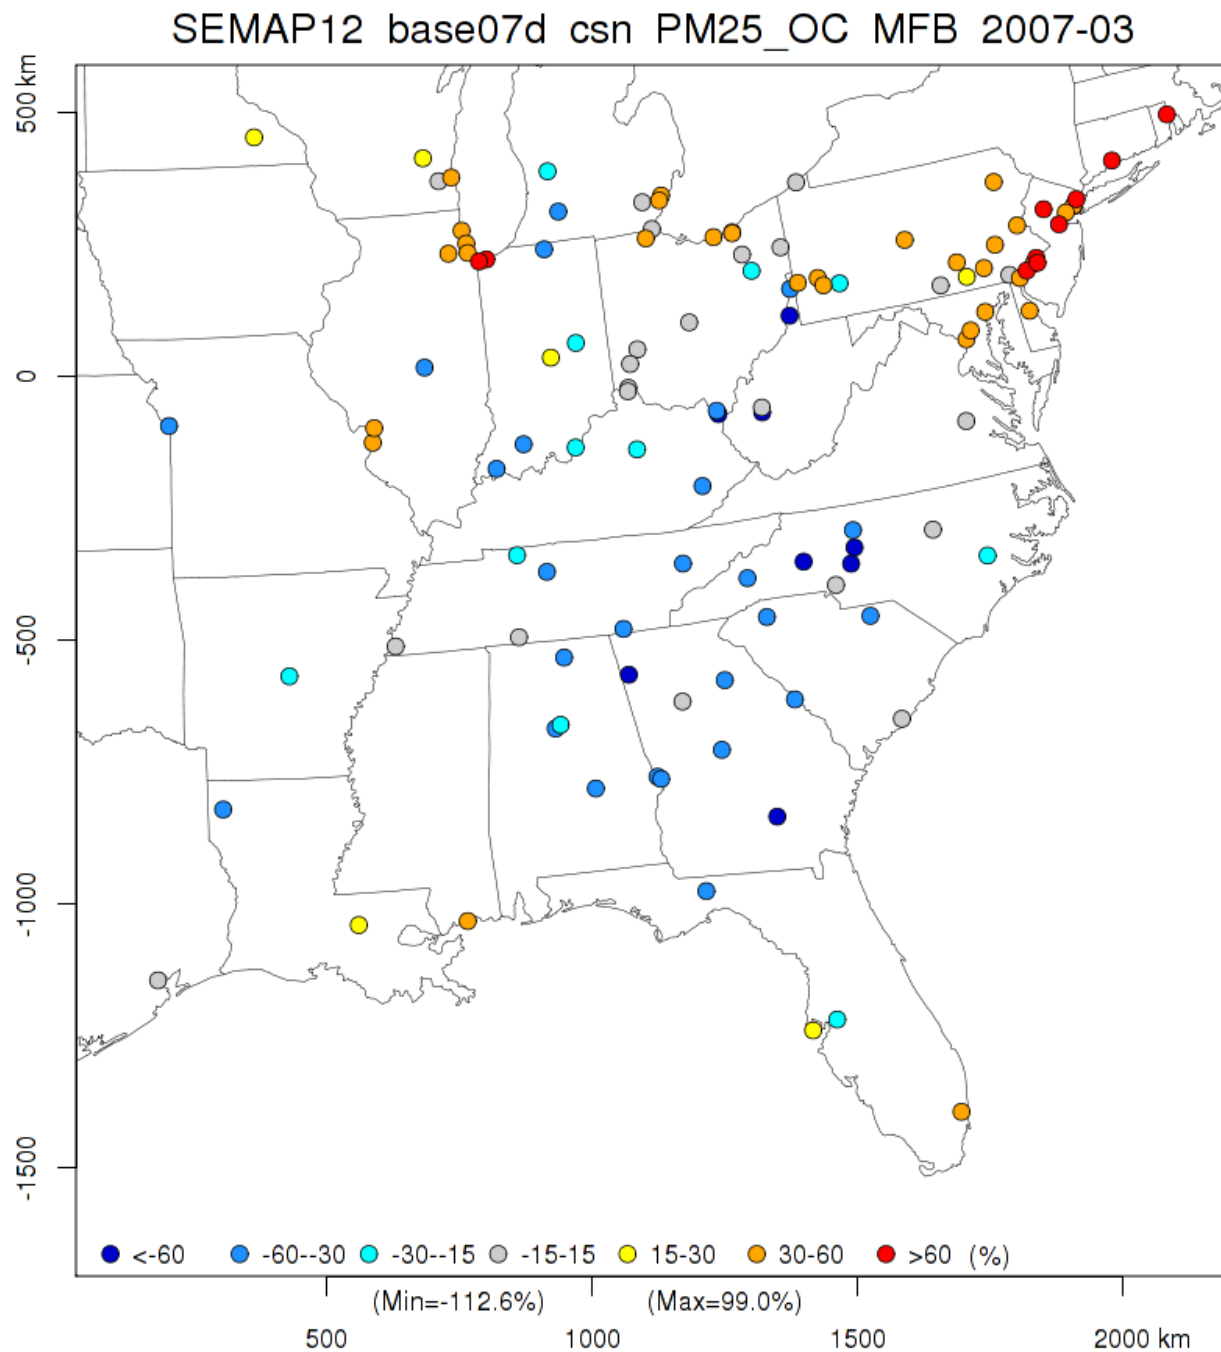 SEMAP12 base07d csn PM25_OC MFB 2007-03
500 km
0
-500
-1000
-1500
<-60 -60--30 -30--15 -15-15 15-30 30-60 >60 (%)
(Min=-112.6%) (Max=99.0%)
500 1000 1500 2000 km